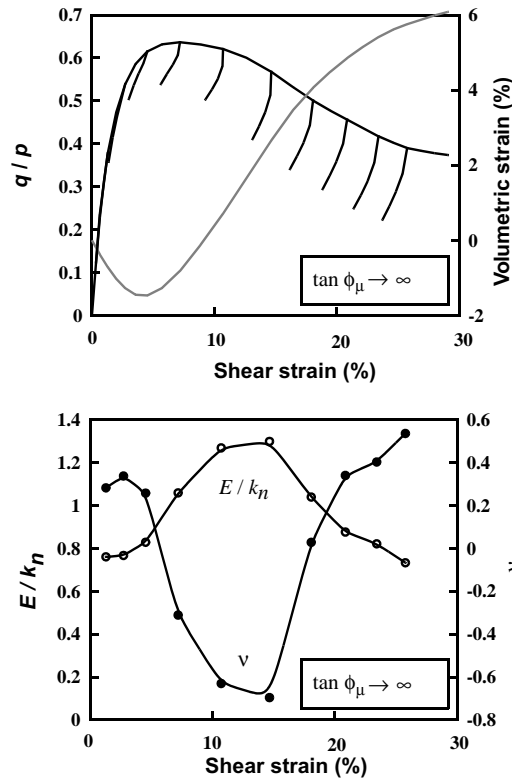 0.7
0.6
0.5
0.4
0.3
0.2
0.1
0
q / p
6
4
2
0
-2
Volumetric strain (%)
tan ϕμ → ∞
0 10 20 30
Shear strain (%)
1.4
1.2
1
0.8
0.6
0.4
0.2
0
E / kn
0.6
0.4
0.2
0
-0.2
-0.4
-0.6
-0.8
ν
E / kn
ν
tan ϕμ → ∞
0 10 20 30
Shear strain (%)